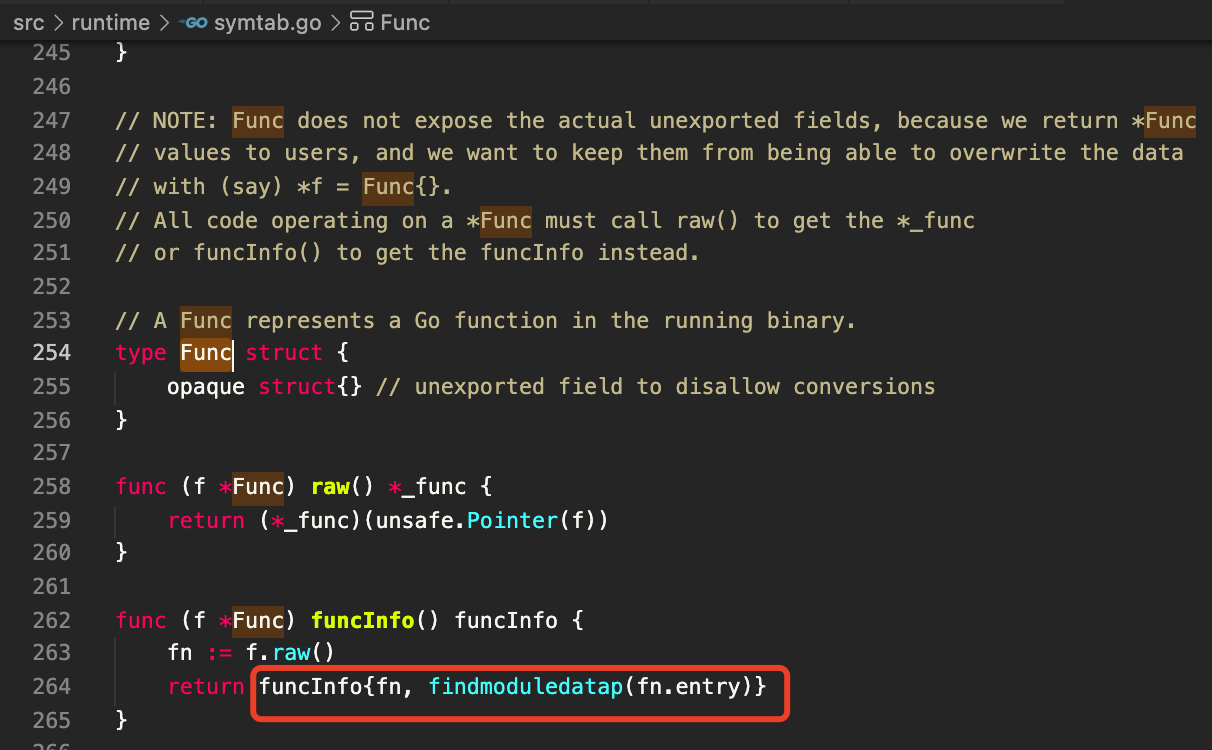 src > runtime > GO symtab.go > Func
245 }
246
247 // NOTE: Func does not expose the actual unexported fields, because we return *Func
248 // values to users, and we want to keep them from being able to overwrite the data
249 // with (say) *f = Func{}.
250 // All code operating on a *Func must call raw() to get the *_func
251 // or funcInfo() to get the funcInfo instead.
252
253 // A Func represents a Go function in the running binary.
254 type Func struct {
255 opaque struct{} // unexported field to disallow conversions
256 }
257
258 func (f *Func) raw() *_func {
259 return (*_func)(unsafe.Pointer(f))
260 }
261
262 func (f *Func) funcInfo() funcInfo {
263 fn := f.raw()
264 return funcInfo{fn, findmoduledatap(fn.entry)}
265 }